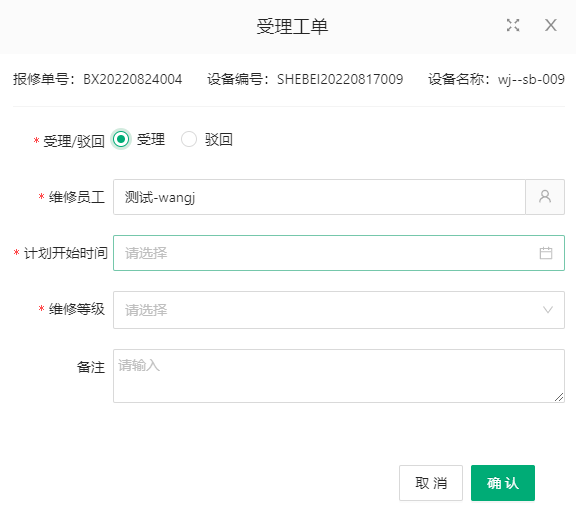 受理工单
报修单号：BX20220824004 设备编号：SHEBEI20220817009 设备名称：wj--sb-009
* 受理/驳回 受理 驳回
* 维修员工 测试-wangj
* 计划开始时间 请选择
* 维修等级 请选择
备注 请输入
取 消 确 认